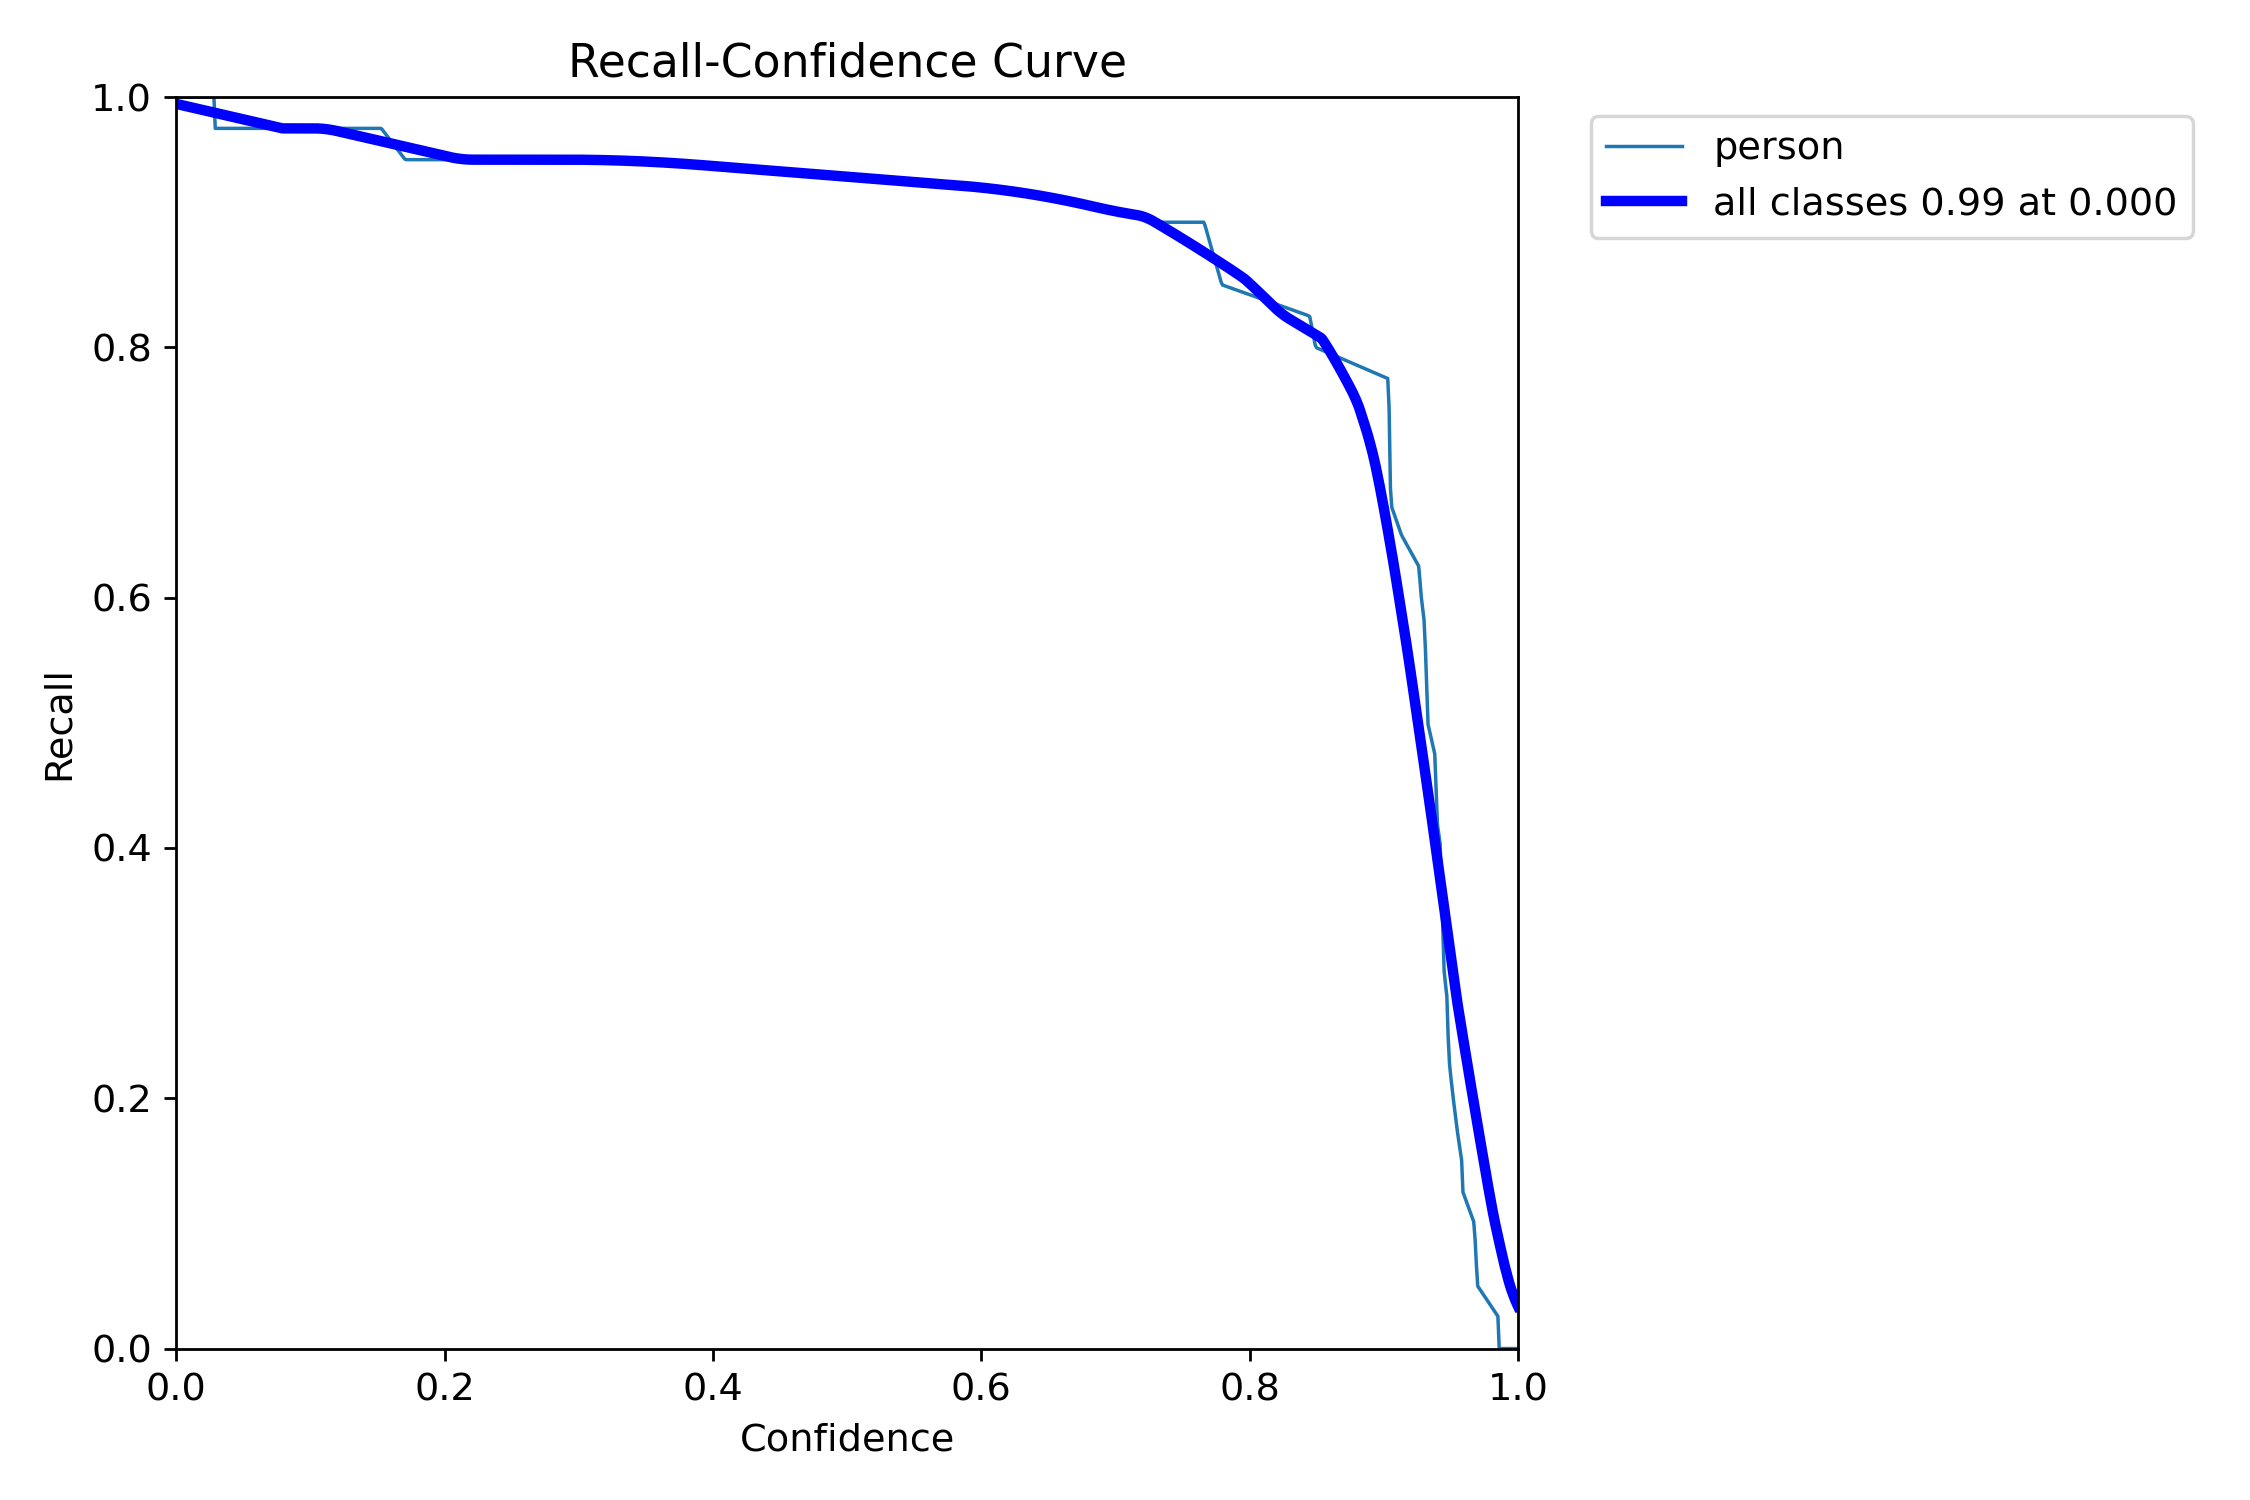 Recall-Confidence Curve
person
all classes 0.99 at 0.000
1.0
0.8
0.6
0.4
0.2
0.0
Recall
0.0 0.2 0.4 0.6 0.8 1.0
Confidence